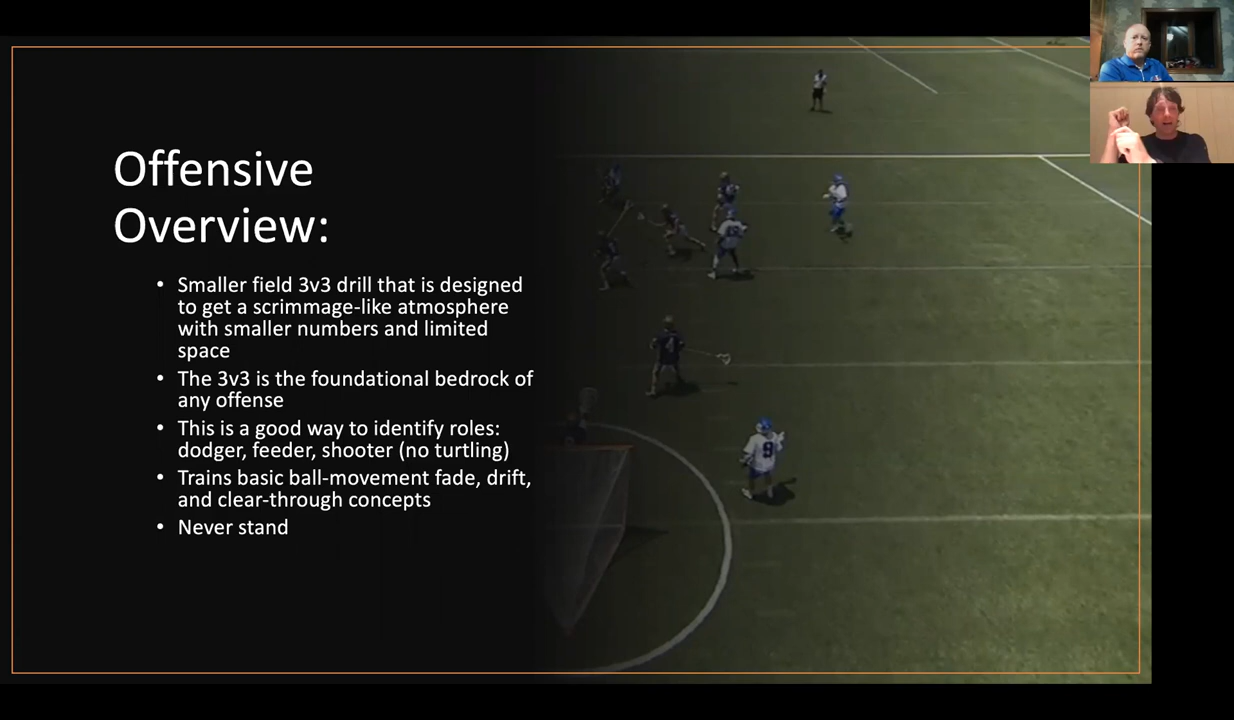 Offensive
Overview:
• Smaller field 3v3 drill that is designed
to get a scrimmage-like atmosphere
with smaller numbers and limited
space
• The 3v3 is the foundational bedrock of
any offense
• This is a good way to identify roles:
dodger, feeder, shooter (no turtling)
• Trains basic ball-movement fade, drift,
and clear-through concepts
• Never stand
4
9